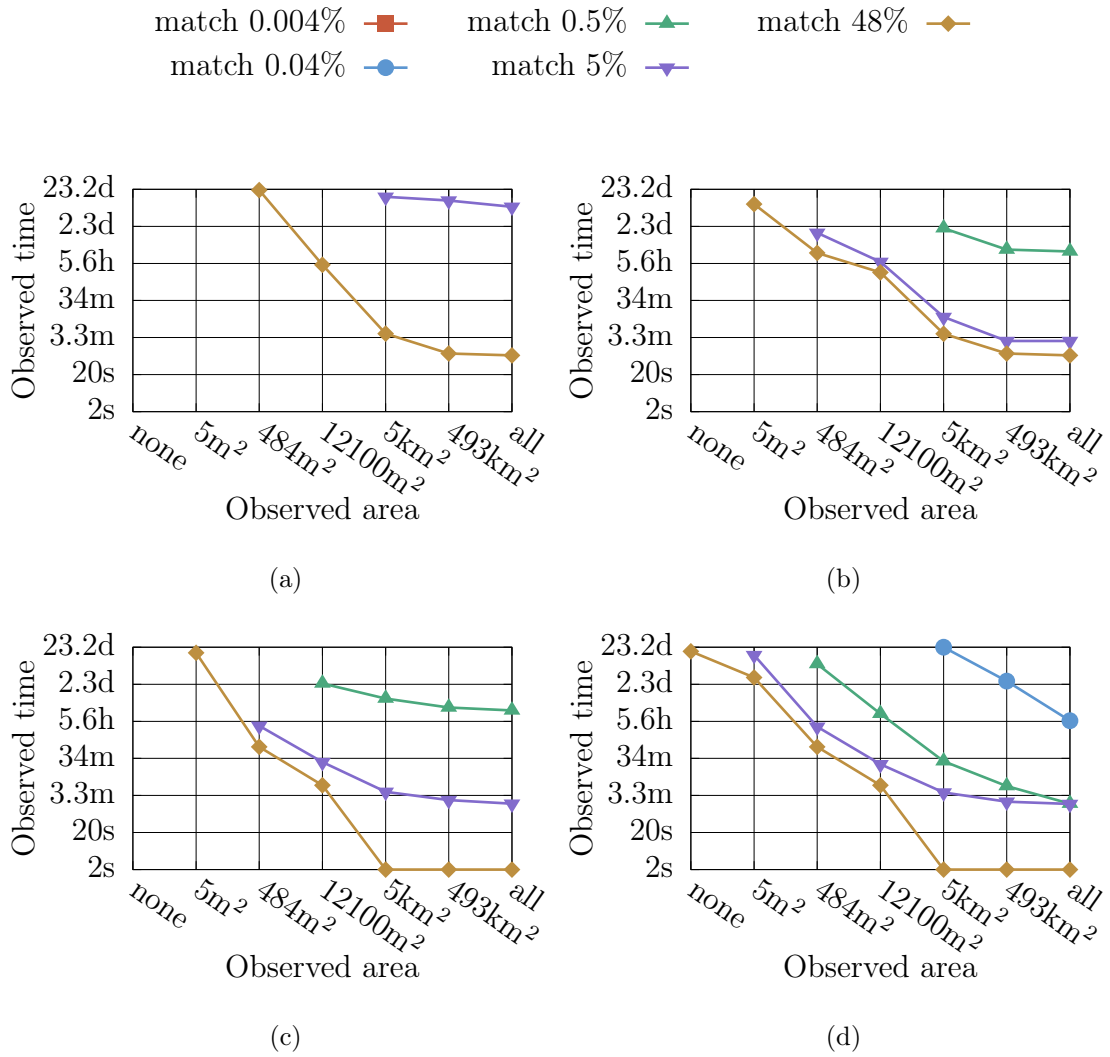 match 0.004% match 0.5% match 48%
match 0.04% match 5%
Observed time
23.2d
2.3d
5.6h
34m
3.3m
20s
2s
none 5m² 484m² 12100m² 5km² 493km² all
Observed area
(a)
Observed time
23.2d
2.3d
5.6h
34m
3.3m
20s
2s
none 5m² 484m² 12100m² 5km² 493km² all
Observed area
(b)
Observed time
23.2d
2.3d
5.6h
34m
3.3m
20s
2s
none 5m² 484m² 12100m² 5km² 493km² all
Observed area
(c)
Observed time
23.2d
2.3d
5.6h
34m
3.3m
20s
2s
none 5m² 484m² 12100m² 5km² 493km² all
Observed area
(d)